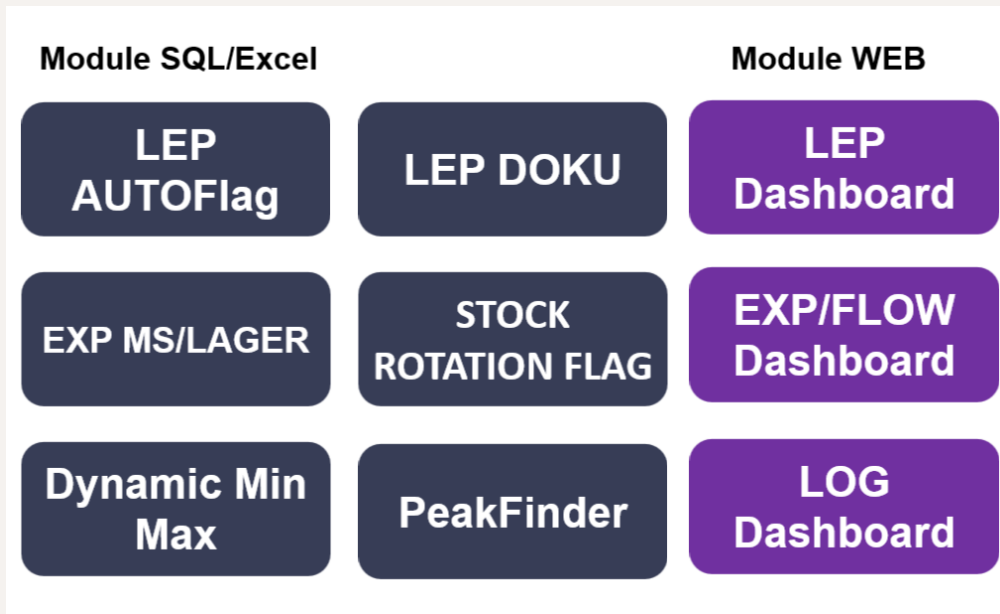 Module SQL/Excel
Module WEB
LEP
AUTOFlag
LEP DOKU
LEP
Dashboard
EXP MS/LAGER
STOCK
ROTATION FLAG
EXP/FLOW
Dashboard
Dynamic Min
Max
PeakFinder
LOG
Dashboard